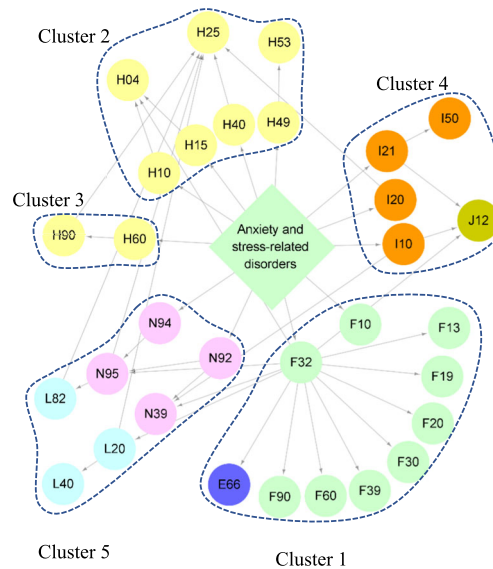 Cluster 2
H25
H53
H04
Cluster 4
I50
H40
H49
H15
I21
H10
Cluster 3
I20
J12
H90
H60
Anxiety and
stress-related
disorders
I10
N94
F10
F13
N92
F32
N95
F19
L82
N39
F20
L20
F30
L40
E66
F90
F60
F39
Cluster 5
Cluster 1